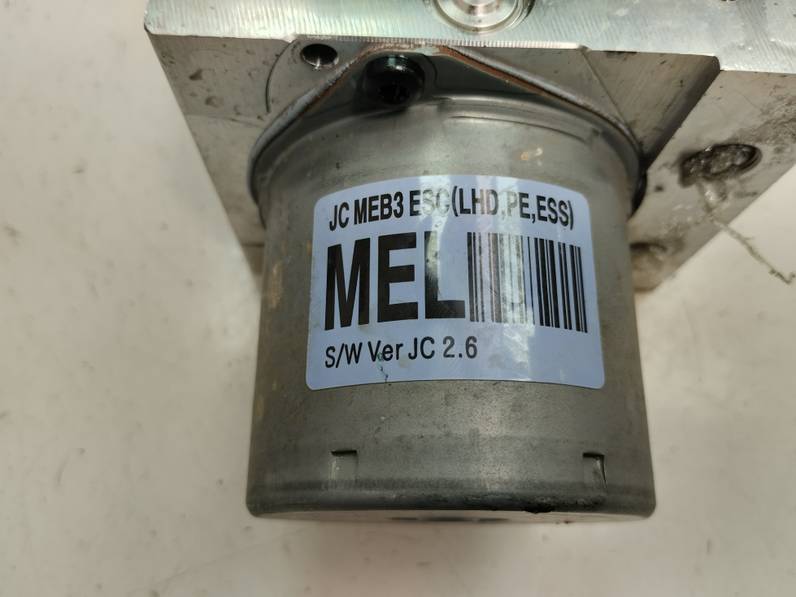 JC MEB3 ESC(LHD,PE,ESS)
MEL
S/W Ver JC 2.6